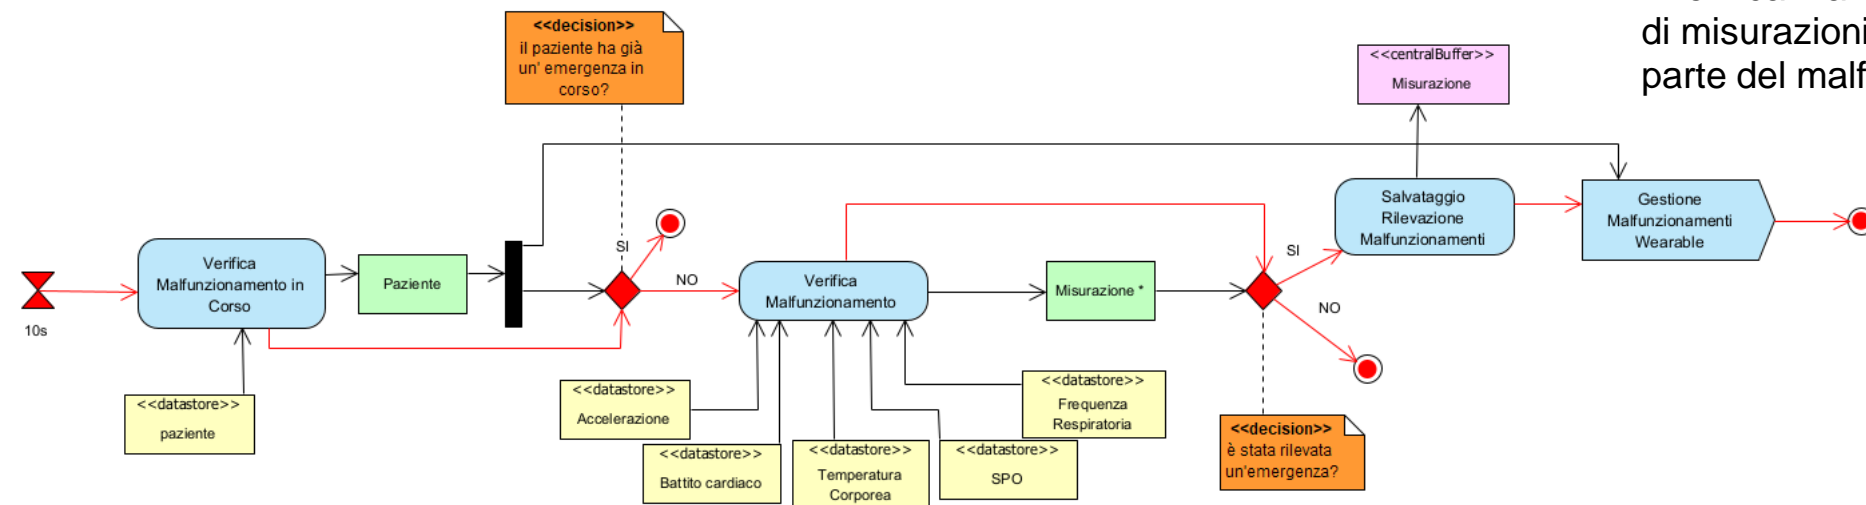 di misurazioni
parte del malf
<<decision>>
il paziente ha già
un' emergenza in
corso?
<<centralBuffer>>
Misurazione
10s
Verifica
Malfunzionamento in
Corso
<<datastore>>
paziente
Paziente
SI
NO
Verifica
Malfunzionamento
<<datastore>>
Accelerazione
<<datastore>>
Battito cardiaco
<<datastore>>
Temperatura
Corporea
<<datastore>>
SPO
<<datastore>>
Frequenza
Respiratoria
Misurazione *
SI
NO
<<decision>>
è stata rilevata
un'emergenza?
Salvataggio
Rilevazione
Malfunzionamenti
Gestione
Malfunzionamenti
Wearable